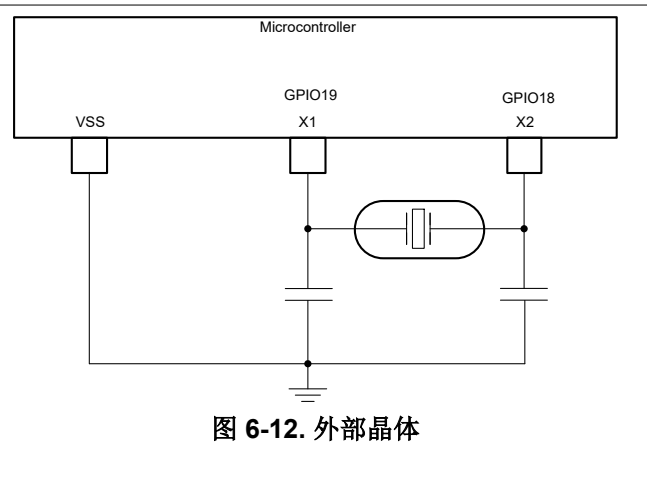 Microcontroller
GPIO19
GPIO18
VSS
X1
X2
图 6-12. 外部晶体